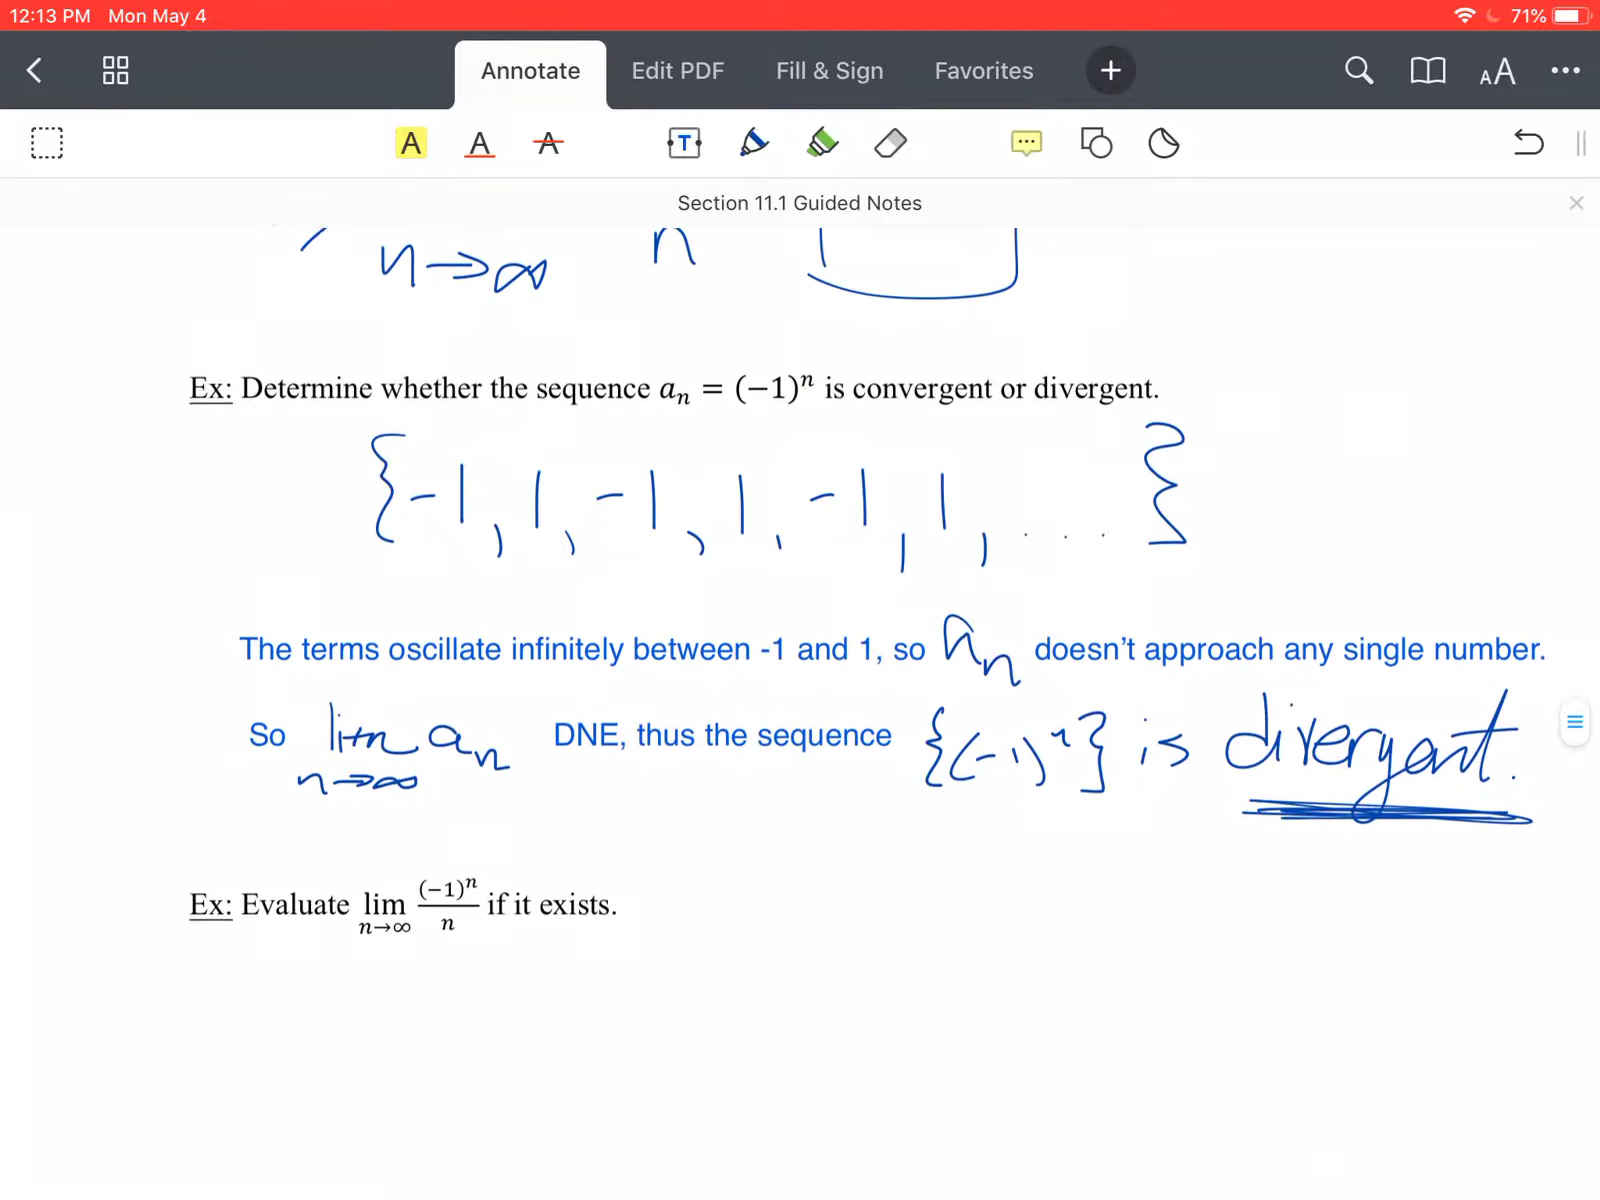 12:13 PM Mon May 4 71%
Annotate Edit PDF Fill & Sign Favorites + AA
A A A T
Section 11.1 Guided Notes
n→∞ n
Ex: Determine whether the sequence aₙ = (−1)ⁿ is convergent or divergent.
{-1, 1, -1, 1, -1, 1, ... }
The terms oscillate infinitely between -1 and 1, so aₙ doesn't approach any single number.
So lim n→∞ aₙ DNE, thus the sequence {(-1)ⁿ} is divergent.
Ex: Evaluate lim n→∞ (−1)ⁿ/n if it exists.